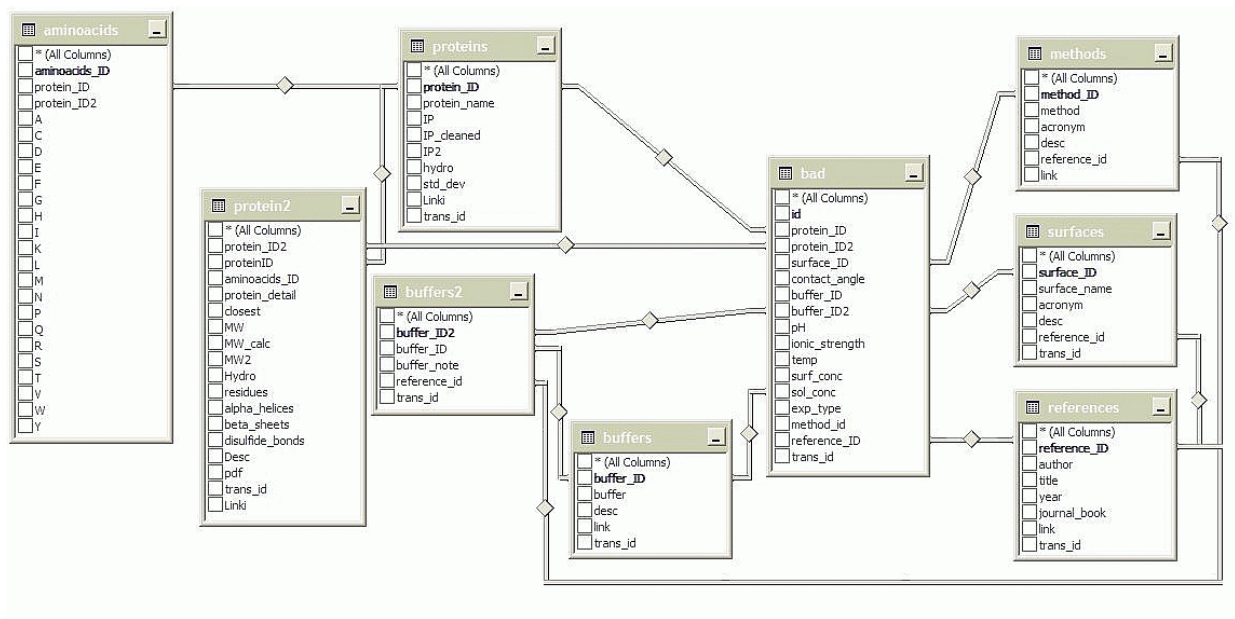 aminoacids
* (All Columns)
aminoacids_ID
protein_ID
protein_ID2
A
C
D
E
F
G
H
I
K
L
M
N
P
Q
R
S
T
V
W
Y
proteins
* (All Columns)
protein_ID
protein_name
IP
IP_cleaned
IP2
hydro
std_dev
Linki
trans_id
protein2
* (All Columns)
protein_ID2
proteinID
aminoacids_ID
protein_detail
closest
MW
MW_calc
MW2
Hydro
residues
alpha_helices
beta_sheets
disulfide_bonds
Desc
pdf
trans_id
Linki
buffers2
* (All Columns)
buffer_ID2
buffer_ID
buffer_note
reference_id
trans_id
buffers
* (All Columns)
buffer_ID
buffer
desc
link
trans_id
bad
* (All Columns)
id
protein_ID
protein_ID2
surface_ID
contact_angle
buffer_ID
buffer_ID2
pH
ionic_strength
temp
surf_conc
sol_conc
exp_type
method_id
reference_ID
trans_id
methods
* (All Columns)
method_ID
method
acronym
desc
reference_id
link
surfaces
* (All Columns)
surface_ID
surface_name
acronym
desc
reference_id
trans_id
references
* (All Columns)
reference_ID
author
title
year
journal_book
link
trans_id